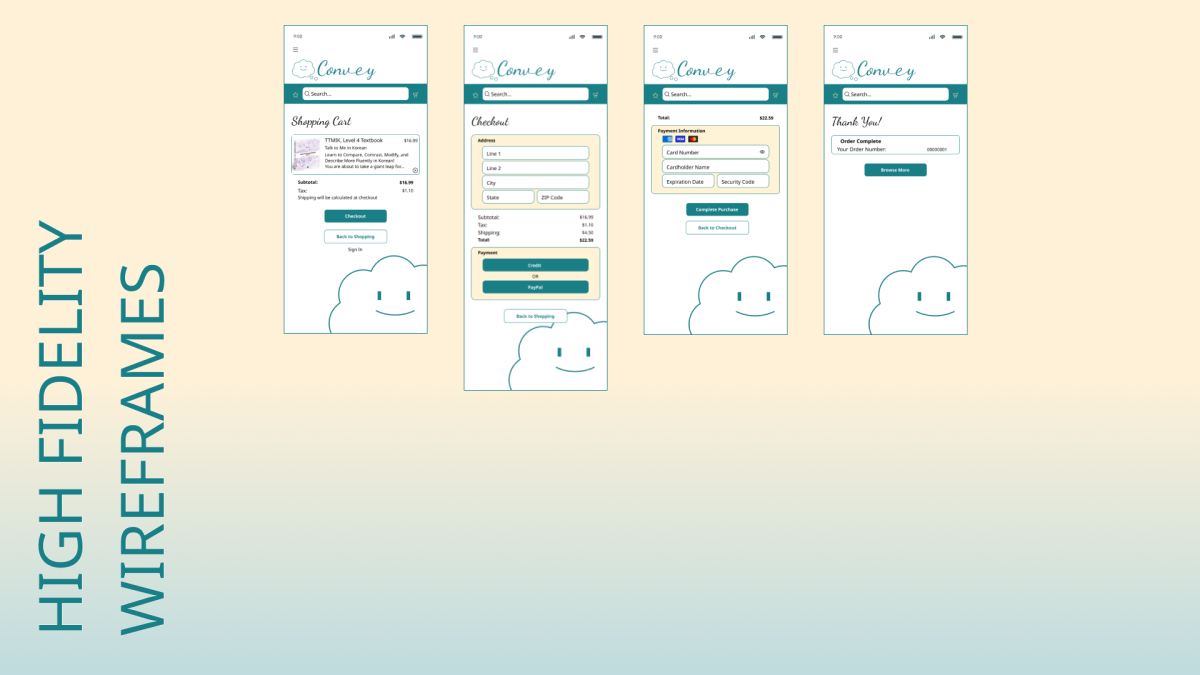 HIGH FIDELITY
WIREFRAMES
9:00
Convey
Search...
Shopping Cart
TTMIK, Level 4 Textbook $16.99
Talk to Me in Korean
Learn to Compare, Contrast, Modify, and
Describe More Fluently in Korean!
You are about to take a giant leap for...
Subtotal: $16.99
Tax: $1.10
Shipping will be calculated at checkout
Checkout
Back to Shopping
Sign In
9:00
Convey
Search...
Checkout
Address
Line 1
Line 2
City
State ZIP Code
Subtotal: $16.99
Tax: $1.10
Shipping: $4.50
Total: $22.59
Payment
Credit
OR
PayPal
Back to Shopping
9:00
Convey
Search...
Total: $22.59
Payment Information
VISA
Card Number
Cardholder Name
Expiration Date Security Code
Complete Purchase
Back to Checkout
9:00
Convey
Search...
Thank You!
Order Complete
Your Order Number: 00000001
Browse More